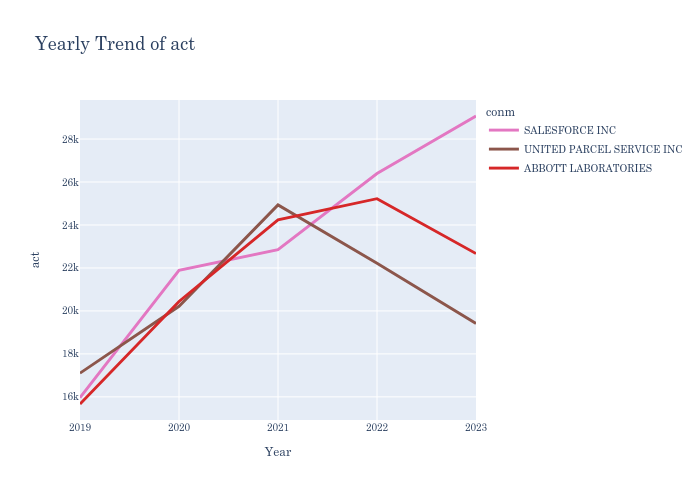 Yearly Trend of act
conm
SALESFORCE INC
UNITED PARCEL SERVICE INC
ABBOTT LABORATORIES
28k
26k
24k
22k
20k
18k
16k
act
2019 2020 2021 2022 2023
Year